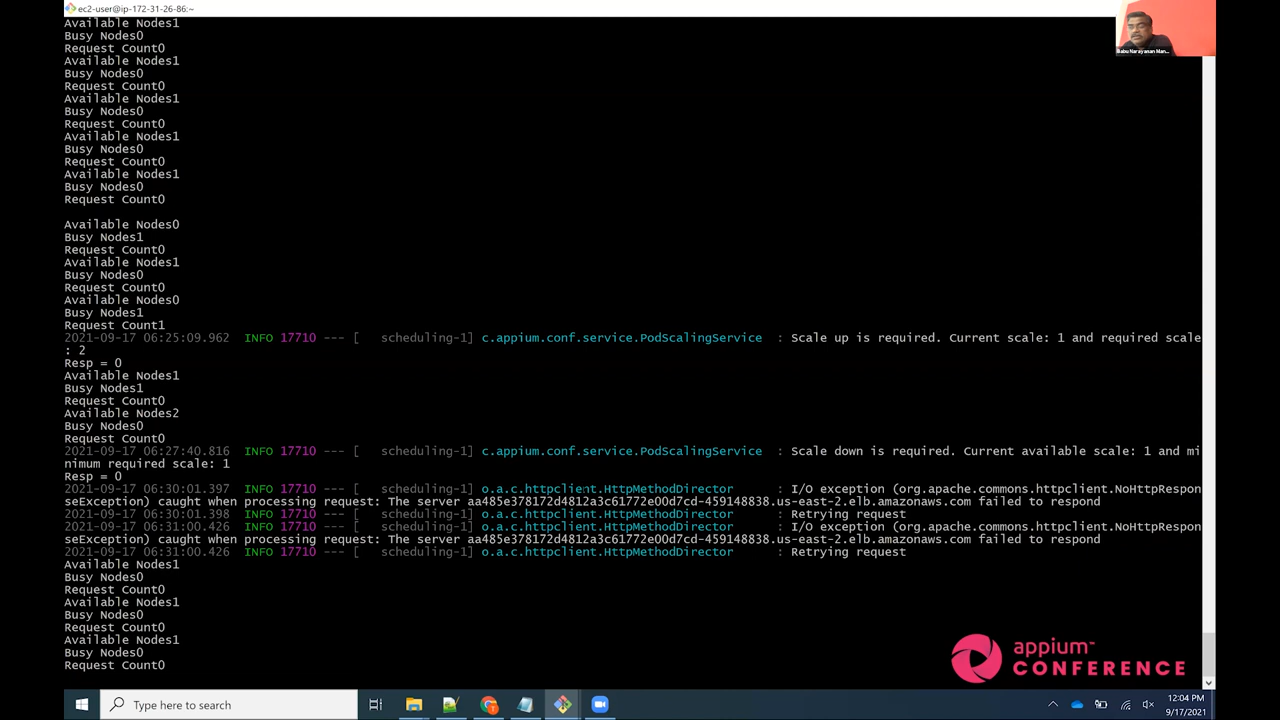 ec2-user@ip-172-31-26-86:~
Available Nodes1
Busy Nodes0
Request Count0
Available Nodes1
Busy Nodes0
Request Count0
Available Nodes1
Busy Nodes0
Request Count0
Available Nodes1
Busy Nodes0
Request Count0
Available Nodes1
Busy Nodes0
Request Count0
Available Nodes0
Busy Nodes1
Request Count0
Available Nodes1
Busy Nodes0
Request Count0
Available Nodes0
Busy Nodes1
Request Count1
2021-09-17 06:25:09.962 INFO 17710 --- [ scheduling-1] c.appium.conf.service.PodScalingService : Scale up is required. Current scale: 1 and required scale
: 2
Resp = 0
Available Nodes1
Busy Nodes1
Request Count0
Available Nodes2
Busy Nodes0
Request Count0
2021-09-17 06:27:40.816 INFO 17710 --- [ scheduling-1] c.appium.conf.service.PodScalingService : Scale down is required. Current available scale: 1 and mi
nimum required scale: 1
Resp = 0
2021-09-17 06:30:01.397 INFO 17710 --- [ scheduling-1] o.a.c.httpclient.HttpMethodDirector : I/O exception (org.apache.commons.httpclient.NoHttpRespon
seException) caught when processing request: The server aa485e378172d4812a3c61772e00d7cd-459148838.us-east-2.elb.amazonaws.com failed to respond
2021-09-17 06:30:01.398 INFO 17710 --- [ scheduling-1] o.a.c.httpclient.HttpMethodDirector : Retrying request
2021-09-17 06:31:00.426 INFO 17710 --- [ scheduling-1] o.a.c.httpclient.HttpMethodDirector : I/O exception (org.apache.commons.httpclient.NoHttpRespon
seException) caught when processing request: The server aa485e378172d4812a3c61772e00d7cd-459148838.us-east-2.elb.amazonaws.com failed to respond
2021-09-17 06:31:00.426 INFO 17710 --- [ scheduling-1] o.a.c.httpclient.HttpMethodDirector : Retrying request
Available Nodes1
Busy Nodes0
Request Count0
Available Nodes1
Busy Nodes0
Request Count0
Available Nodes1
Busy Nodes0
Request Count0
Babu Narayanan Man...
appium™
CONFERENCE
Type here to search
12:04 PM
9/17/2021